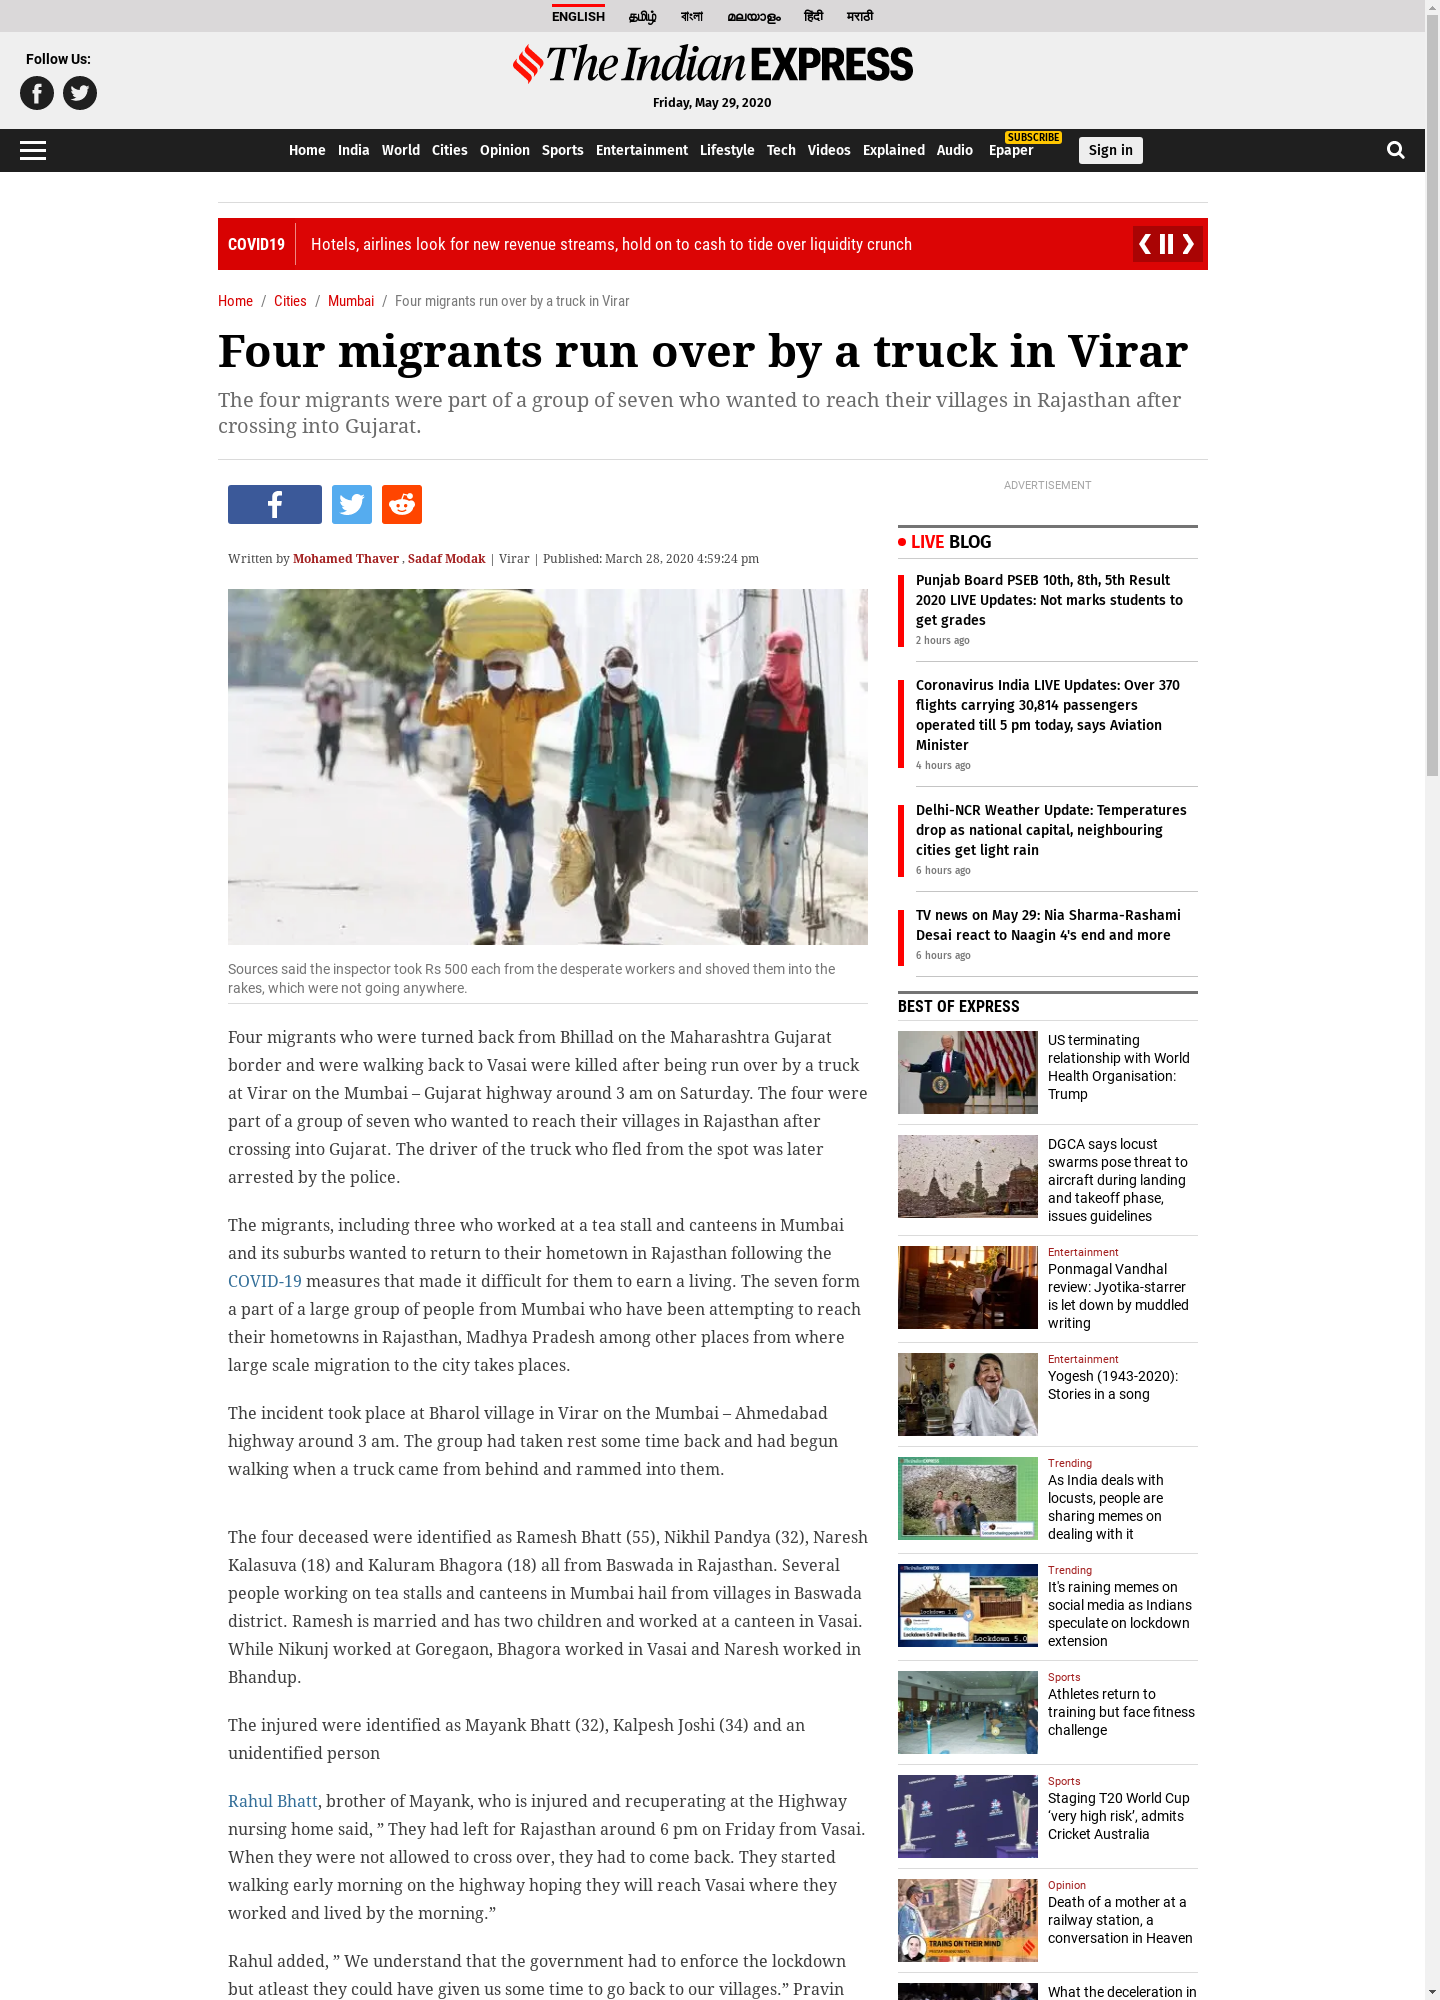 ENGLISH தமிழ் বাংলা മലയാളം हिंदी मराठी
Follow Us:
The Indian EXPRESS
Friday, May 29, 2020
Home India World Cities Opinion Sports Entertainment Lifestyle Tech Videos Explained Audio Epaper SUBSCRIBE Sign in
COVID19 Hotels, airlines look for new revenue streams, hold on to cash to tide over liquidity crunch
Home / Cities / Mumbai / Four migrants run over by a truck in Virar
Four migrants run over by a truck in Virar
The four migrants were part of a group of seven who wanted to reach their villages in Rajasthan after
crossing into Gujarat.
Written by Mohamed Thaver , Sadaf Modak | Virar | Published: March 28, 2020 4:59:24 pm
Sources said the inspector took Rs 500 each from the desperate workers and shoved them into the
rakes, which were not going anywhere.
Four migrants who were turned back from Bhillad on the Maharashtra Gujarat
border and were walking back to Vasai were killed after being run over by a truck
at Virar on the Mumbai – Gujarat highway around 3 am on Saturday. The four were
part of a group of seven who wanted to reach their villages in Rajasthan after
crossing into Gujarat. The driver of the truck who fled from the spot was later
arrested by the police.
The migrants, including three who worked at a tea stall and canteens in Mumbai
and its suburbs wanted to return to their hometown in Rajasthan following the
COVID-19 measures that made it difficult for them to earn a living. The seven form
a part of a large group of people from Mumbai who have been attempting to reach
their hometowns in Rajasthan, Madhya Pradesh among other places from where
large scale migration to the city takes places.
The incident took place at Bharol village in Virar on the Mumbai – Ahmedabad
highway around 3 am. The group had taken rest some time back and had begun
walking when a truck came from behind and rammed into them.
The four deceased were identified as Ramesh Bhatt (55), Nikhil Pandya (32), Naresh
Kalasuva (18) and Kaluram Bhagora (18) all from Baswada in Rajasthan. Several
people working on tea stalls and canteens in Mumbai hail from villages in Baswada
district. Ramesh is married and has two children and worked at a canteen in Vasai.
While Nikunj worked at Goregaon, Bhagora worked in Vasai and Naresh worked in
Bhandup.
The injured were identified as Mayank Bhatt (32), Kalpesh Joshi (34) and an
unidentified person
Rahul Bhatt, brother of Mayank, who is injured and recuperating at the Highway
nursing home said, ” They had left for Rajasthan around 6 pm on Friday from Vasai.
When they were not allowed to cross over, they had to come back. They started
walking early morning on the highway hoping they will reach Vasai where they
worked and lived by the morning.”
Rahul added, ” We understand that the government had to enforce the lockdown
but atleast they could have given us some time to go back to our villages.” Pravin
ADVERTISEMENT
LIVE BLOG
Punjab Board PSEB 10th, 8th, 5th Result
2020 LIVE Updates: Not marks students to
get grades
2 hours ago
Coronavirus India LIVE Updates: Over 370
flights carrying 30,814 passengers
operated till 5 pm today, says Aviation
Minister
4 hours ago
Delhi-NCR Weather Update: Temperatures
drop as national capital, neighbouring
cities get light rain
6 hours ago
TV news on May 29: Nia Sharma-Rashami
Desai react to Naagin 4's end and more
6 hours ago
BEST OF EXPRESS
US terminating
relationship with World
Health Organisation:
Trump
DGCA says locust
swarms pose threat to
aircraft during landing
and takeoff phase,
issues guidelines
Entertainment
Ponmagal Vandhal
review: Jyotika-starrer
is let down by muddled
writing
Entertainment
Yogesh (1943-2020):
Stories in a song
Trending
As India deals with
locusts, people are
sharing memes on
dealing with it
Trending
It's raining memes on
social media as Indians
speculate on lockdown
extension
Lockdown 1.0
Lockdown 5.0 will be like this.
Lockdown 5.0
Sports
Athletes return to
training but face fitness
challenge
Sports
Staging T20 World Cup
‘very high risk’, admits
Cricket Australia
Opinion
Death of a mother at a
railway station, a
conversation in Heaven
TRAINS ON THEIR MIND
What the deceleration in